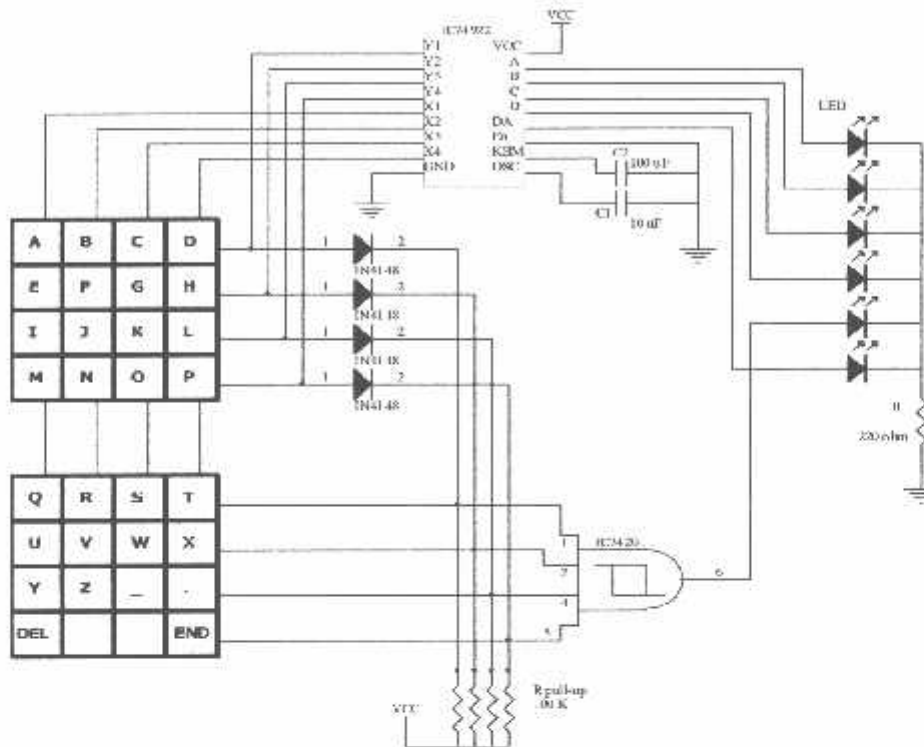 VCC
IC74922
Y1 VCC
Y2 A
Y3 B
Y4 C
X1 D
X2 DA
X3
X4 KBM
GND OSC
LED
C2
100 nF
C1
10 nF
A B C D
E F G H
I J K L
M N O P
1 2
1N4148
1 2
1N4148
1 2
1N4148
1 2
1N4148
R
220 ohm
Q R S T
U V W X
Y Z _ .
DEL END
IC7420
1
2
4
5
6
R pull-up
100 K
VCC